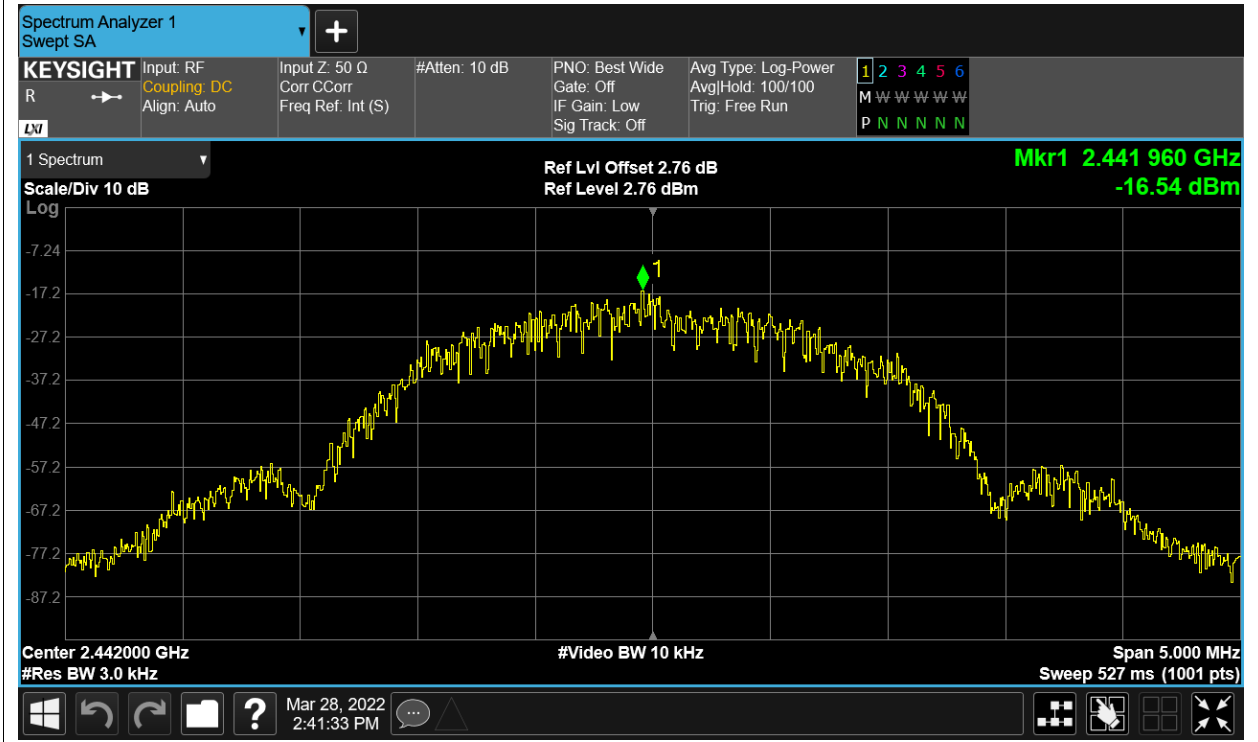 Spectrum Analyzer 1
Swept SA
+
KEYSIGHT
R
LXI
Input: RF
Coupling: DC
Align: Auto
Input Z: 50 Ω
Corr CCorr
Freq Ref: Int (S)
#Atten: 10 dB
PNO: Best Wide
Gate: Off
IF Gain: Low
Sig Track: Off
Avg Type: Log-Power
Avg|Hold: 100/100
Trig: Free Run
1 2 3 4 5 6
M W W W W W
P N N N N N
1 Spectrum
Scale/Div 10 dB
Log
Ref Lvl Offset 2.76 dB
Ref Level 2.76 dBm
Mkr1 2.441 960 GHz
-16.54 dBm
1
-7.24
-17.2
-27.2
-37.2
-47.2
-57.2
-67.2
-77.2
-87.2
Center 2.442000 GHz
#Video BW 10 kHz
Span 5.000 MHz
#Res BW 3.0 kHz
Sweep 527 ms (1001 pts)
?
Mar 28, 2022
2:41:33 PM